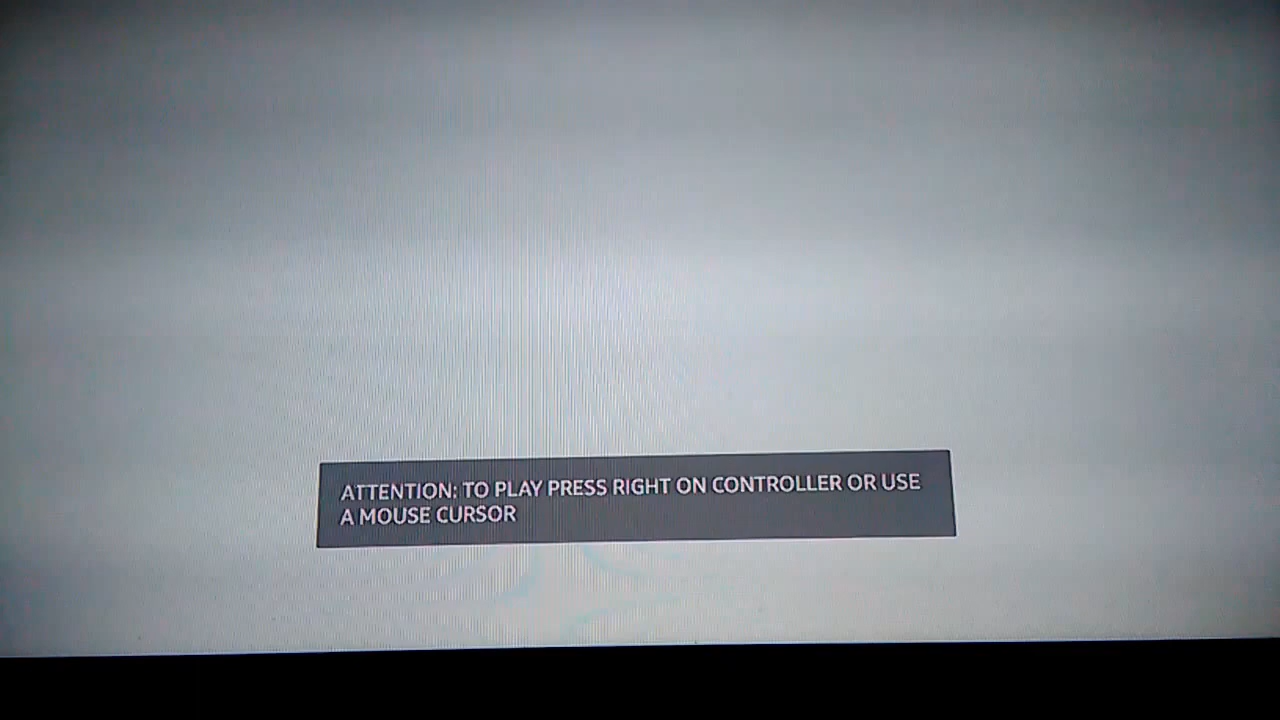 ATTENTION: TO PLAY PRESS RIGHT ON CONTROLLER OR USE
A MOUSE CURSOR